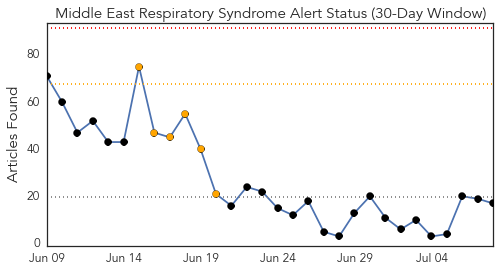 Middle East Respiratory Syndrome Alert Status (30-Day Window)
Articles Found
80
60
40
20
0
Jun 09 Jun 14 Jun 19 Jun 24 Jun 29 Jul 04